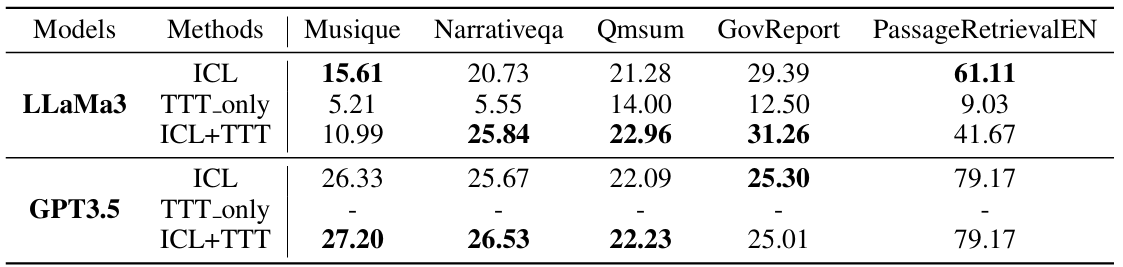 Models Methods Musique Narrativeqa Qmsum GovReport PassageRetrievalEN
ICL 15.61 20.73 21.28 29.39 61.11
LLaMa3 TTT_only 5.21 5.55 14.00 12.50 9.03
ICL+TTT 10.99 25.84 22.96 31.26 41.67
ICL 26.33 25.67 22.09 25.30 79.17
GPT3.5 TTT_only - - - - -
ICL+TTT 27.20 26.53 22.23 25.01 79.17